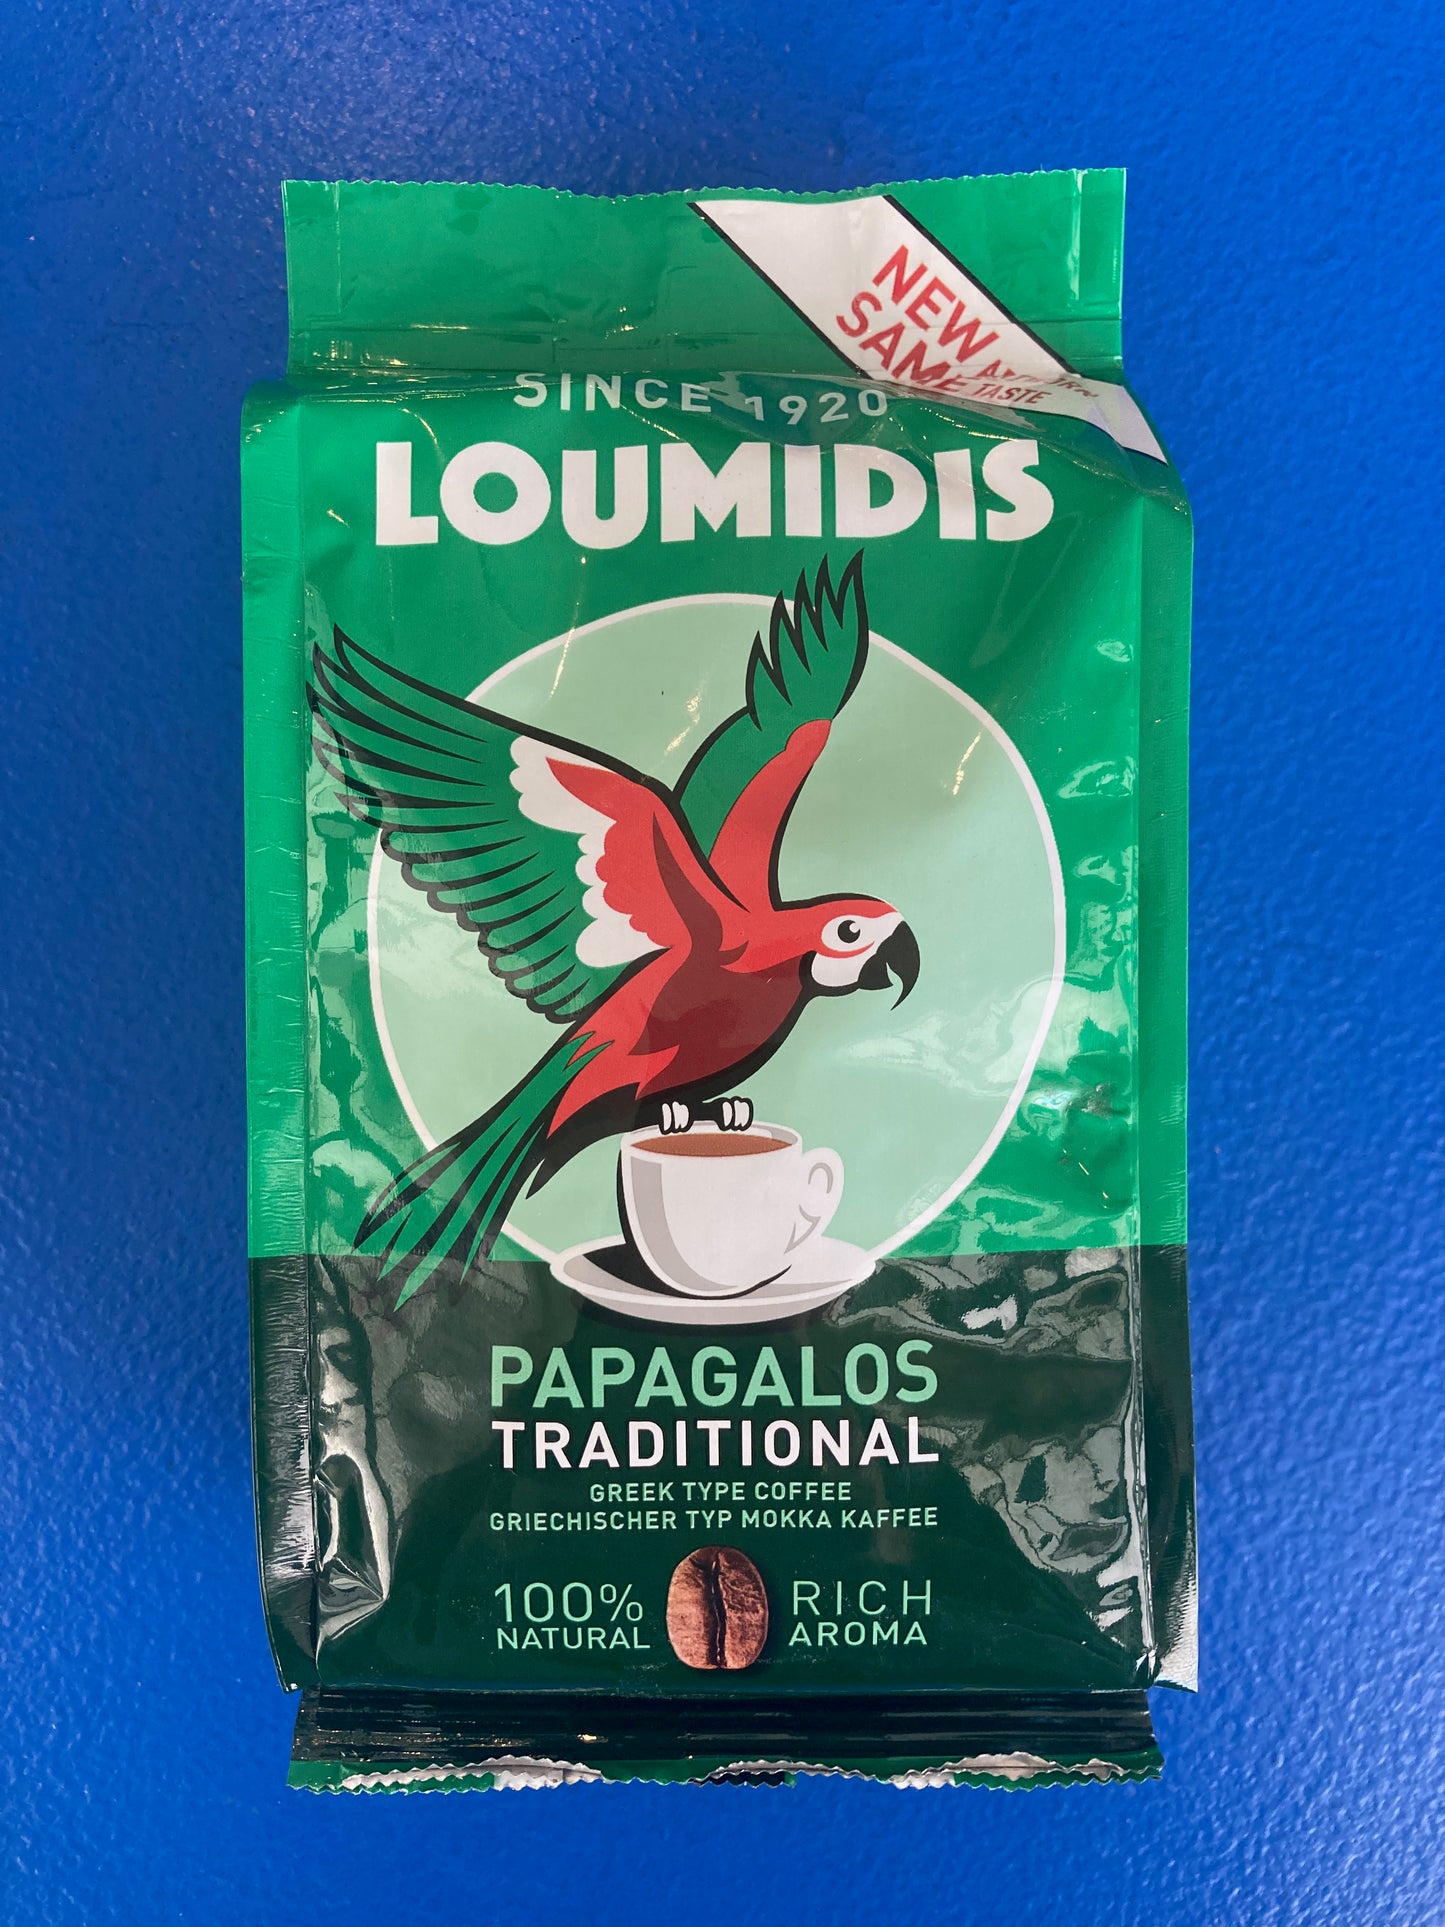 NEW
SAME TASTE
SINCE 1920
LOUMIDIS
PAPAGALOS
TRADITIONAL
GREEK TYPE COFFEE
GRIECHISCHER TYP MOKKA KAFFEE
100%
NATURAL
RICH
AROMA